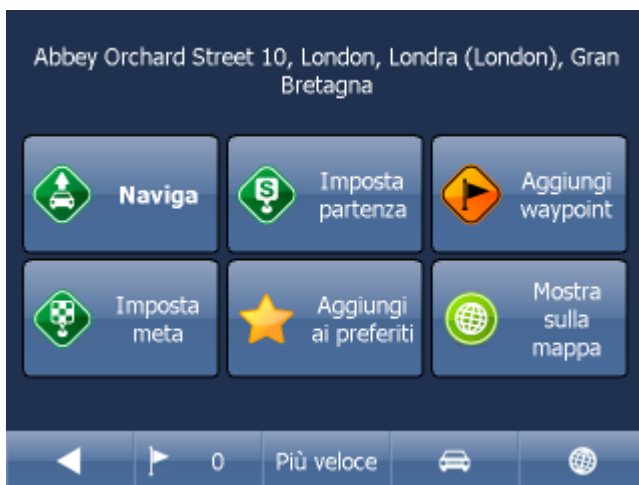 Abbey Orchard Street 10, London, Londra (London), Gran
Bretagna
Naviga
Imposta
partenza
Aggiungi
waypoint
Imposta
meta
Aggiungi
ai preferiti
Mostra
sulla
mappa
0
Più veloce